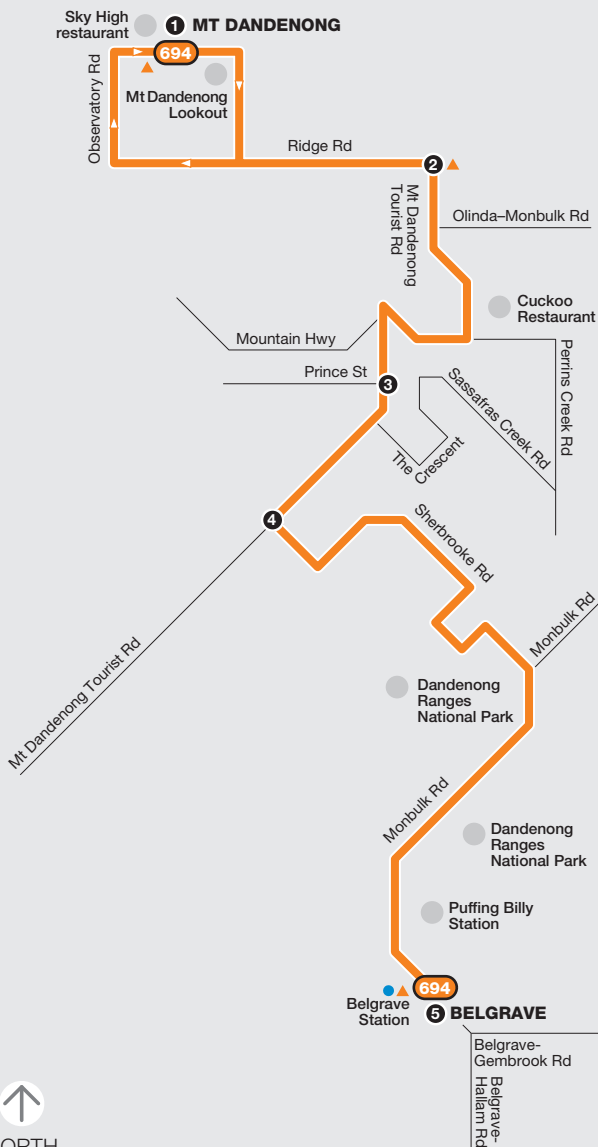 Sky High
restaurant
1 MT DANDENONG
694
Observatory Rd
Mt Dandenong
Lookout
Ridge Rd
2
Mt Dandenong
Tourist Rd
Olinda–Monbulk Rd
Cuckoo
Restaurant
Mountain Hwy
Perrins Creek Rd
Prince St
3
Sassafras Creek Rd
The Crescent
4
Sherbrooke Rd
Monbulk Rd
Mt Dandenong Tourist Rd
Dandenong
Ranges
National Park
Monbulk Rd
Dandenong
Ranges
National Park
Puffing Billy
Station
694
Belgrave
Station
5 BELGRAVE
Belgrave-
Gembrook Rd
Belgrave-
Hallam Rd